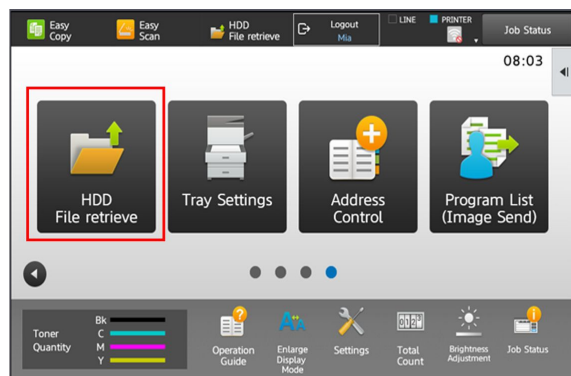 Easy
Copy
Easy
Scan
HDD
File retrieve
Logout
Mia
LINE
PRINTER
Job Status
08:03
HDD
File retrieve
Tray Settings
Address
Control
Program List
(Image Send)
Toner
Quantity
Bk
C
M
Y
Operation
Guide
Enlarge
Display
Mode
Settings
Total
Count
Brightness
Adjustment
Job Status